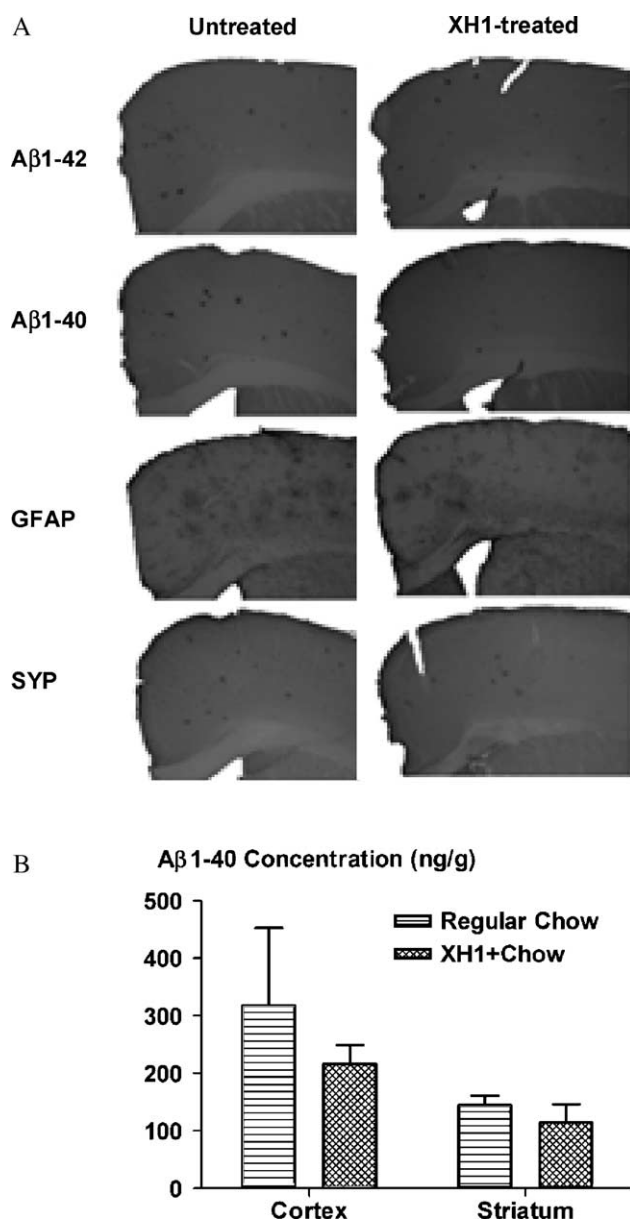 A
Untreated XH1-treated
Aβ1-42
Aβ1-40
GFAP
SYP
B
Aβ1-40 Concentration (ng/g)
500
400
300
200
100
0
Regular Chow
XH1+Chow
Cortex Striatum